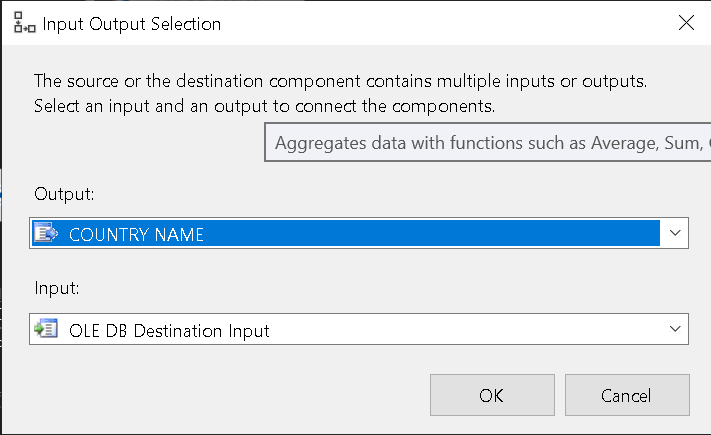 Input Output Selection
The source or the destination component contains multiple inputs or outputs.
Select an input and an output to connect the components.
Aggregates data with functions such as Average, Sum,
Output:
COUNTRY NAME
Input:
OLE DB Destination Input
OK
Cancel